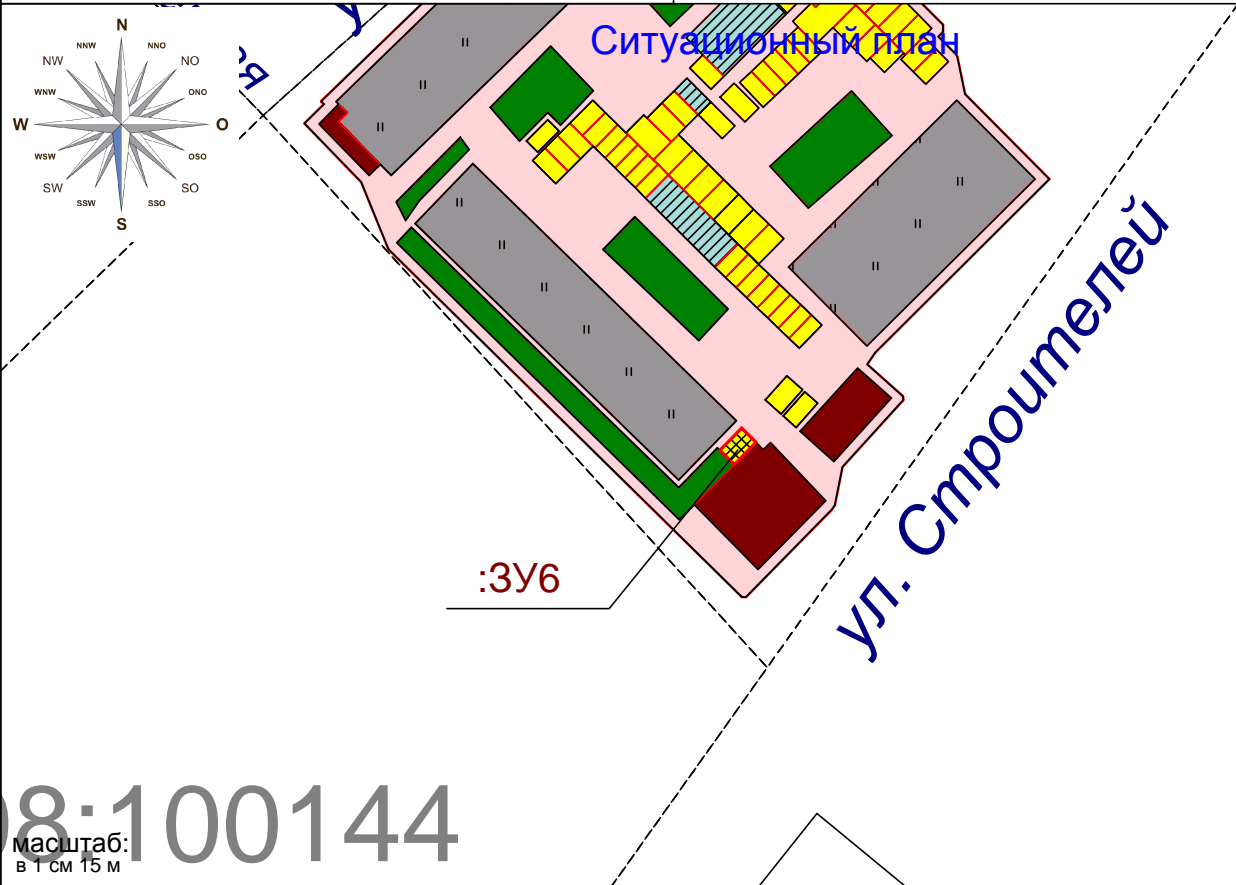 Ситуационный план
N
NNW
NNO
NW
NO
WNW
ONO
W
O
WSW
OSO
SW
SO
SSW
SSO
S
ул. Строителей
:ЗУ6
08:100144
масштаб:
в 1 см 15 м